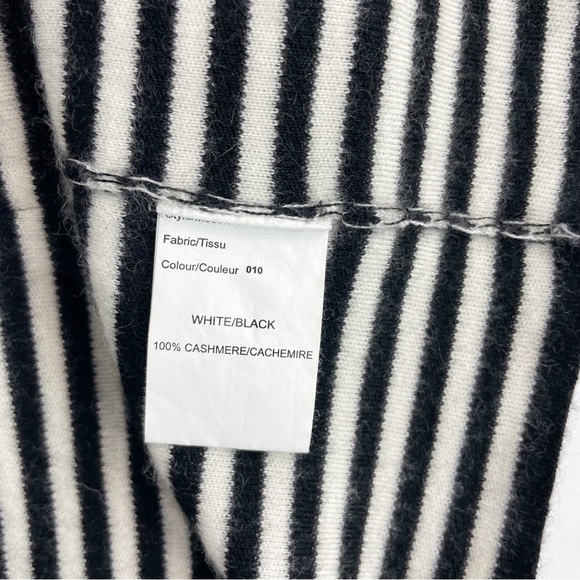 Fabric/Tissu
Colour/Couleur 010
WHITE/BLACK
100% CASHMERE/CACHEMIRE